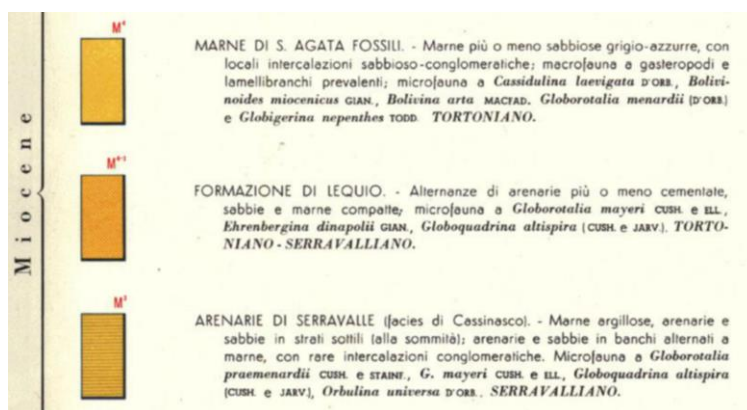 Miocene
M⁴
MARNE DI S. AGATA FOSSILI. - Marne più o meno sabbiose grigio-azzurre, con
locali intercalazioni sabbioso-conglomeratiche; macrofauna a gasteropodi e
lamellibranchi prevalenti; microfauna a Cassidulina laevigata D'ORB., Bolivi-
noides miocenicus GIAN., Bolivina arta MACFAD. Globorotalia menardii (D'ORB.)
e Globigerina nepenthes TODD. TORTONIANO.
M⁴⁻³
FORMAZIONE DI LEQUIO. - Alternanze di arenarie più o meno cementate,
sabbie e marne compatte; microfauna a Globorotalia mayeri CUSH. e ELL.,
Ehrenbergina dinapolii GIAN., Globoquadrina altispira (CUSH. e JARV.). TORTO-
NIANO - SERRAVALLIANO.
M³
ARENARIE DI SERRAVALLE (facies di Cassinasco). - Marne argillose, arenarie e
sabbie in strati sottili (alla sommità); arenarie e sabbie in banchi alternati a
marne, con rare intercalazioni conglomeratiche. Microfauna a Globorotalia
praemenardii CUSH. e STAINF., G. mayeri CUSH. e ELL., Globoquadrina altispira
(CUSH. e JARV.), Orbulina universa D'ORB. SERRAVALLIANO.